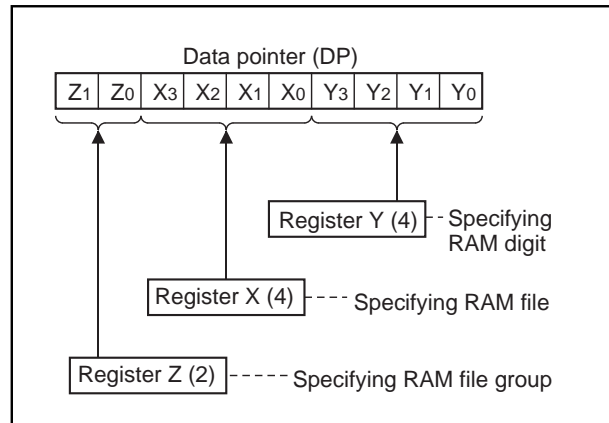 Data pointer (DP)
Z1 Z0 X3 X2 X1 X0 Y3 Y2 Y1 Y0
Register Y (4)
Specifying
RAM digit
Register X (4)
Specifying RAM file
Register Z (2)
Specifying RAM file group